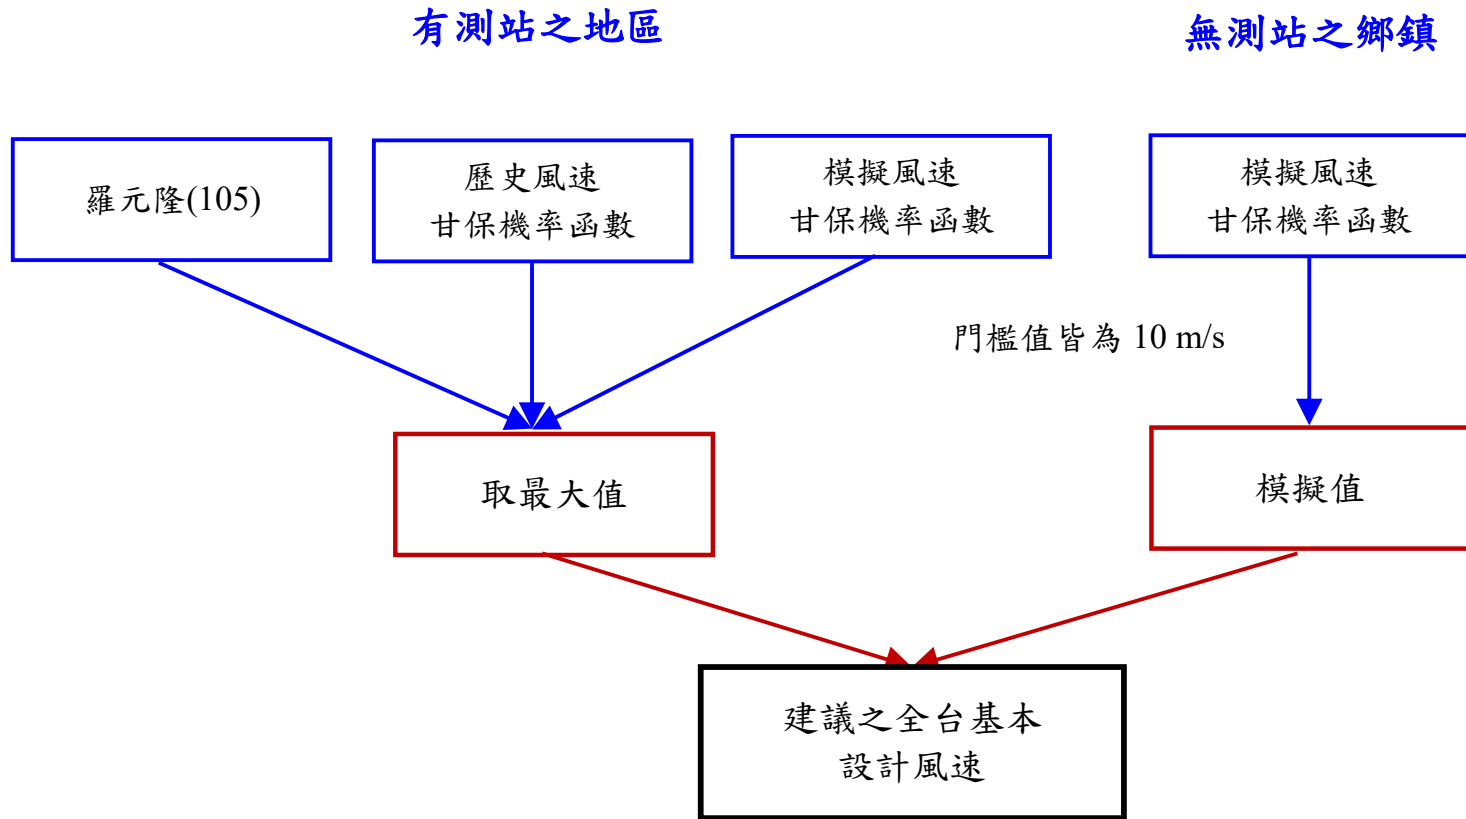 有測站之地區
無測站之鄉鎮
羅元隆(105)
歷史風速
甘保機率函數
模擬風速
甘保機率函數
模擬風速
甘保機率函數
門檻值皆為 10 m/s
取最大值
模擬值
建議之全台基本
設計風速